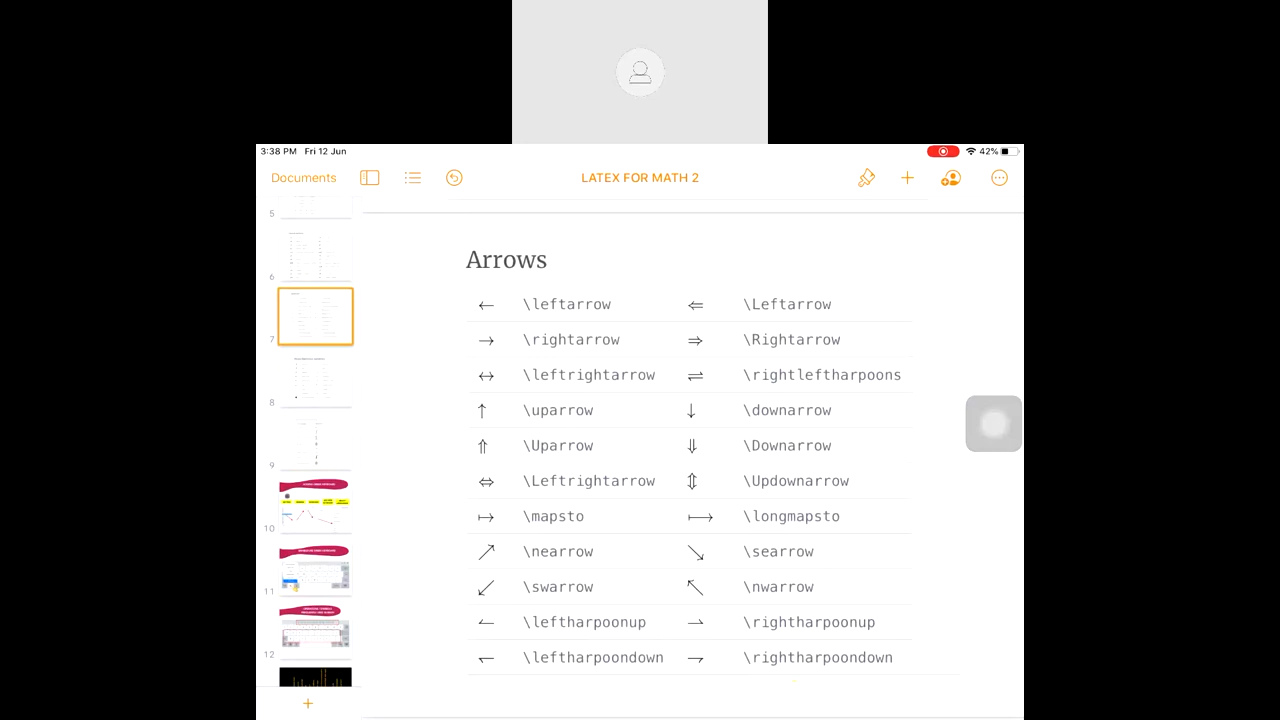 3:38 PM Fri 12 Jun 42%
Documents LATEX FOR MATH 2
5
6
7
8
9
10
11
12
Arrows
← \leftarrow ⇐ \Leftarrow
→ \rightarrow ⇒ \Rightarrow
↔ \leftrightarrow ⇌ \rightleftharpoons
↑ \uparrow ↓ \downarrow
⇑ \Uparrow ⇓ \Downarrow
⇔ \Leftrightarrow ⇕ \Updownarrow
↦ \mapsto ⟼ \longmapsto
↗ \nearrow ↘ \searrow
↙ \swarrow ↖ \nwarrow
↼ \leftharpoonup ⇀ \rightharpoonup
↽ \leftharpoondown ⇁ \rightharpoondown